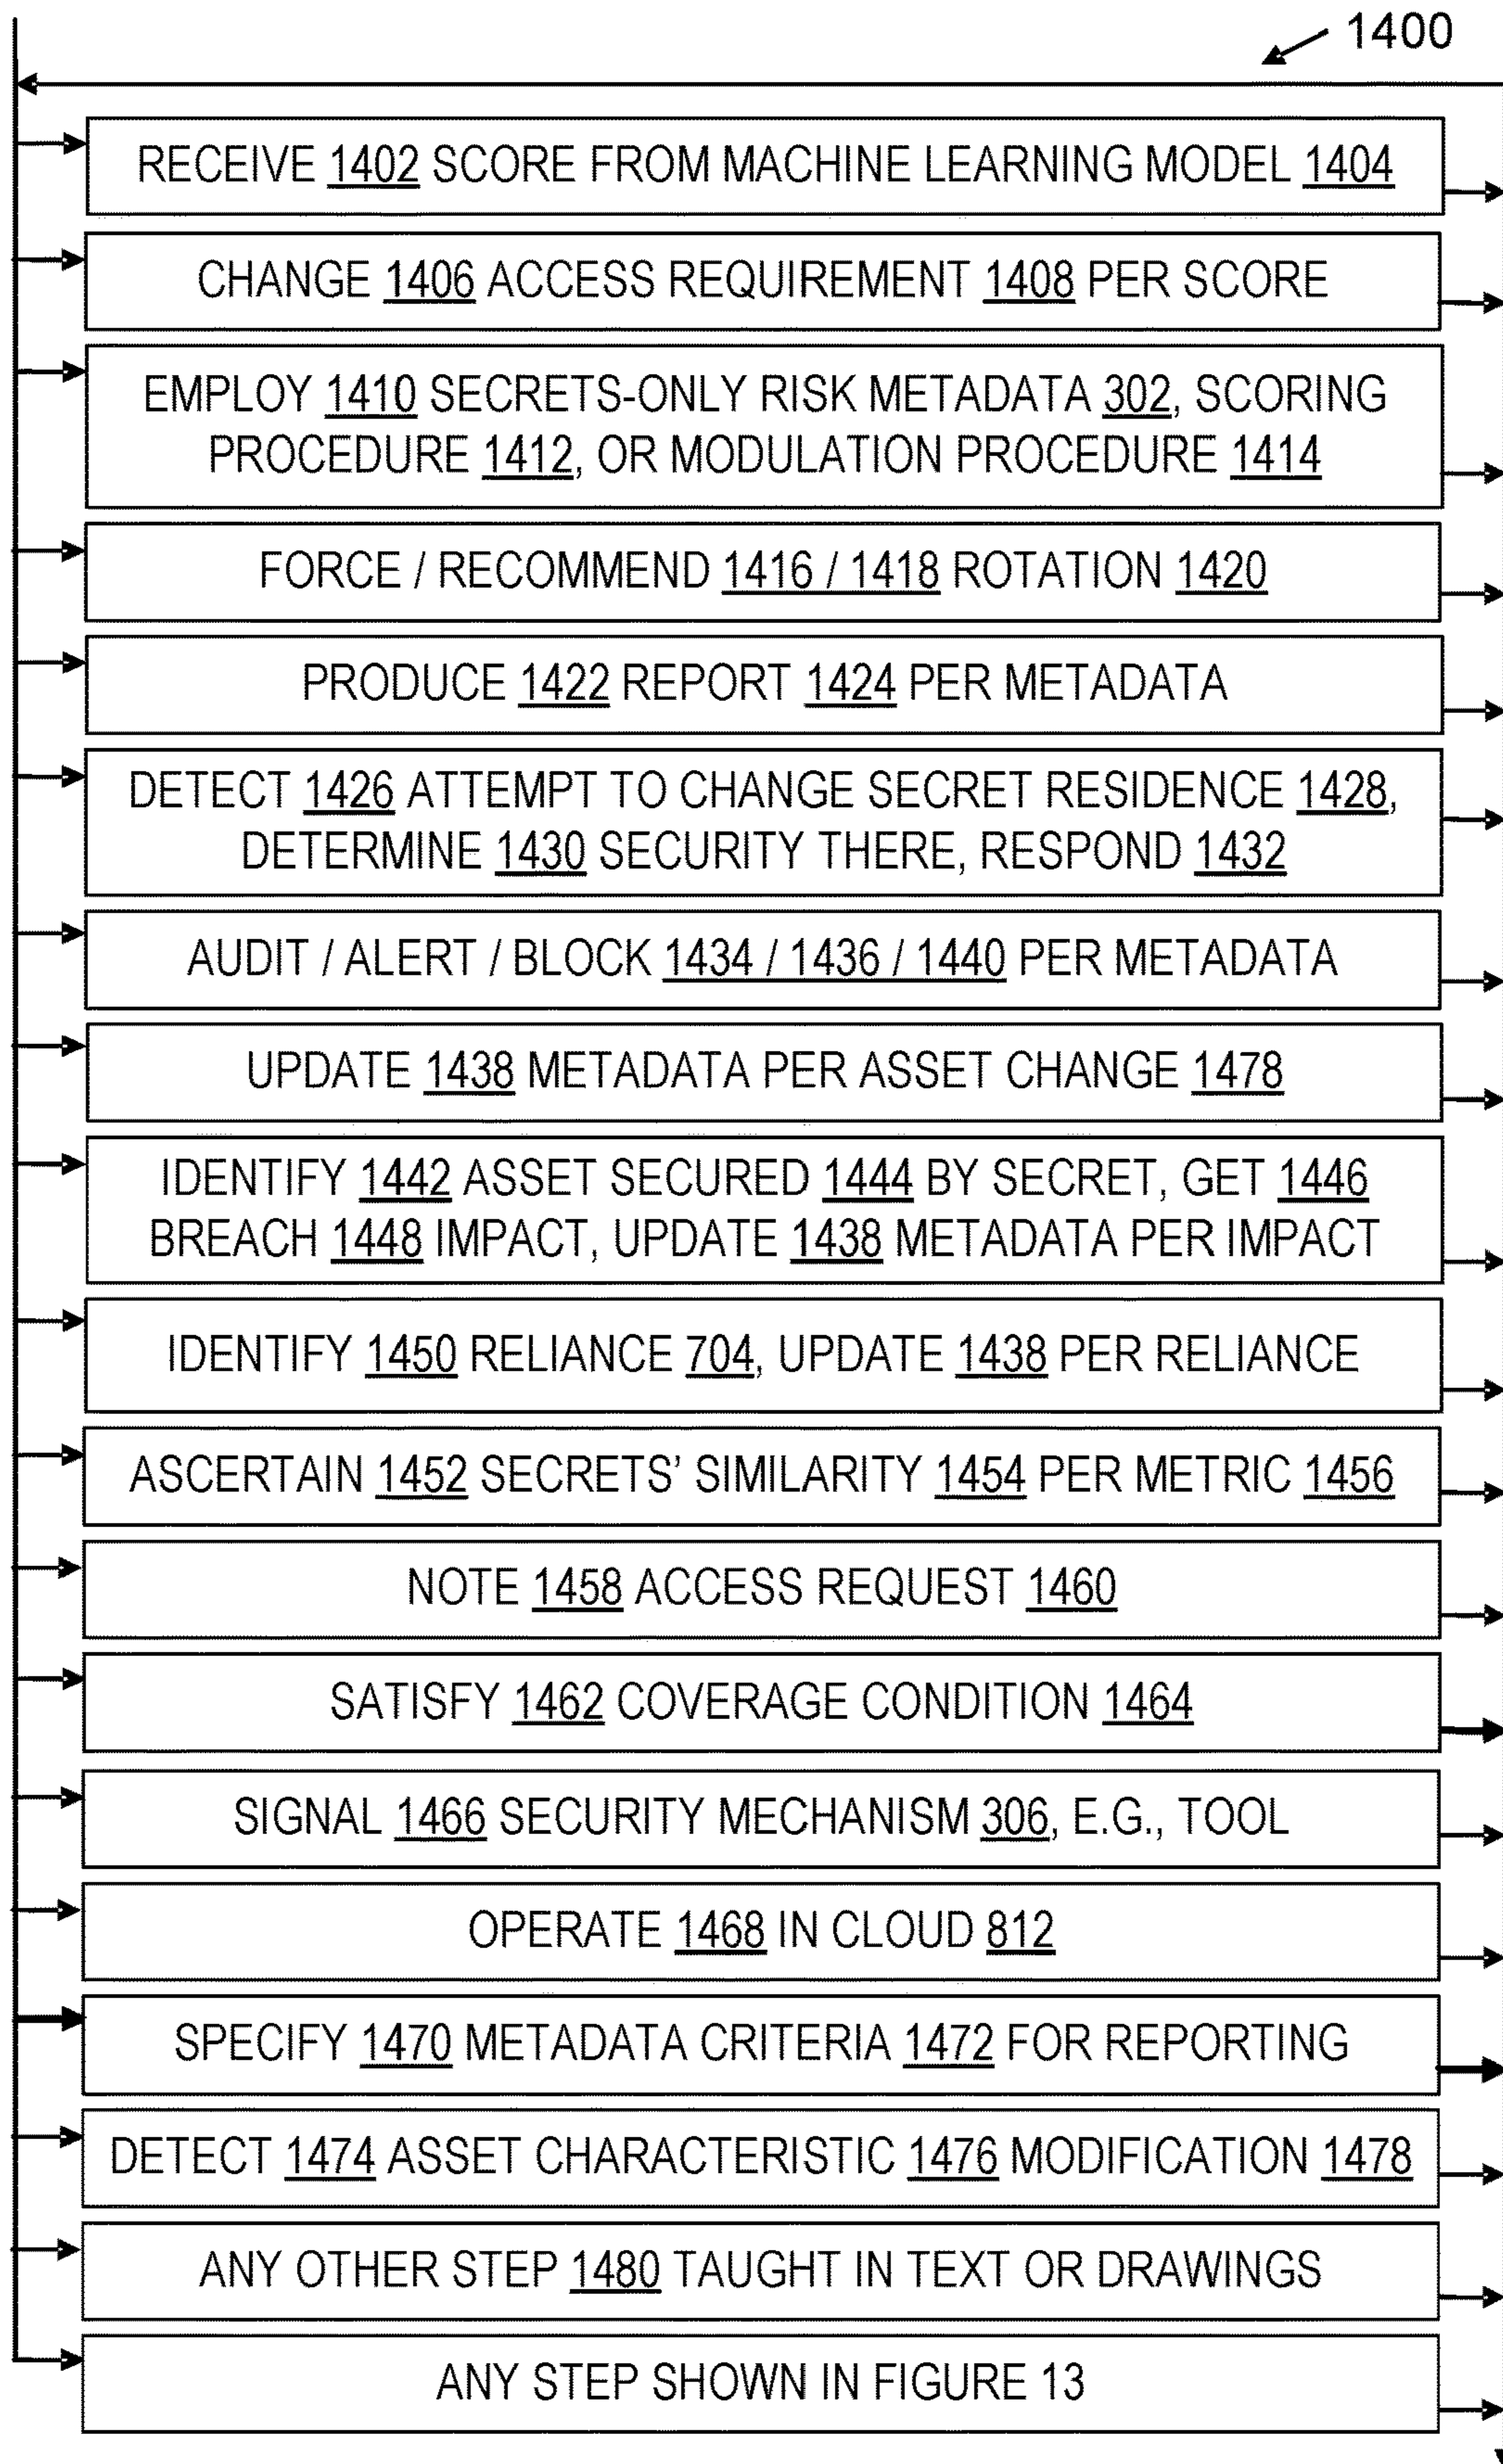 1400
RECEIVE 1402 SCORE FROM MACHINE LEARNING MODEL 1404
CHANGE 1406 ACCESS REQUIREMENT 1408 PER SCORE
EMPLOY 1410 SECRETS-ONLY RISK METADATA 302, SCORING
PROCEDURE 1412, OR MODULATION PROCEDURE 1414
FORCE / RECOMMEND 1416 / 1418 ROTATION 1420
PRODUCE 1422 REPORT 1424 PER METADATA
DETECT 1426 ATTEMPT TO CHANGE SECRET RESIDENCE 1428,
DETERMINE 1430 SECURITY THERE, RESPOND 1432
AUDIT / ALERT / BLOCK 1434 / 1436 / 1440 PER METADATA
UPDATE 1438 METADATA PER ASSET CHANGE 1478
IDENTIFY 1442 ASSET SECURED 1444 BY SECRET, GET 1446
BREACH 1448 IMPACT, UPDATE 1438 METADATA PER IMPACT
IDENTIFY 1450 RELIANCE 704, UPDATE 1438 PER RELIANCE
ASCERTAIN 1452 SECRETS’ SIMILARITY 1454 PER METRIC 1456
NOTE 1458 ACCESS REQUEST 1460
SATISFY 1462 COVERAGE CONDITION 1464
SIGNAL 1466 SECURITY MECHANISM 306, E.G., TOOL
OPERATE 1468 IN CLOUD 812
SPECIFY 1470 METADATA CRITERIA 1472 FOR REPORTING
DETECT 1474 ASSET CHARACTERISTIC 1476 MODIFICATION 1478
ANY OTHER STEP 1480 TAUGHT IN TEXT OR DRAWINGS
ANY STEP SHOWN IN FIGURE 13